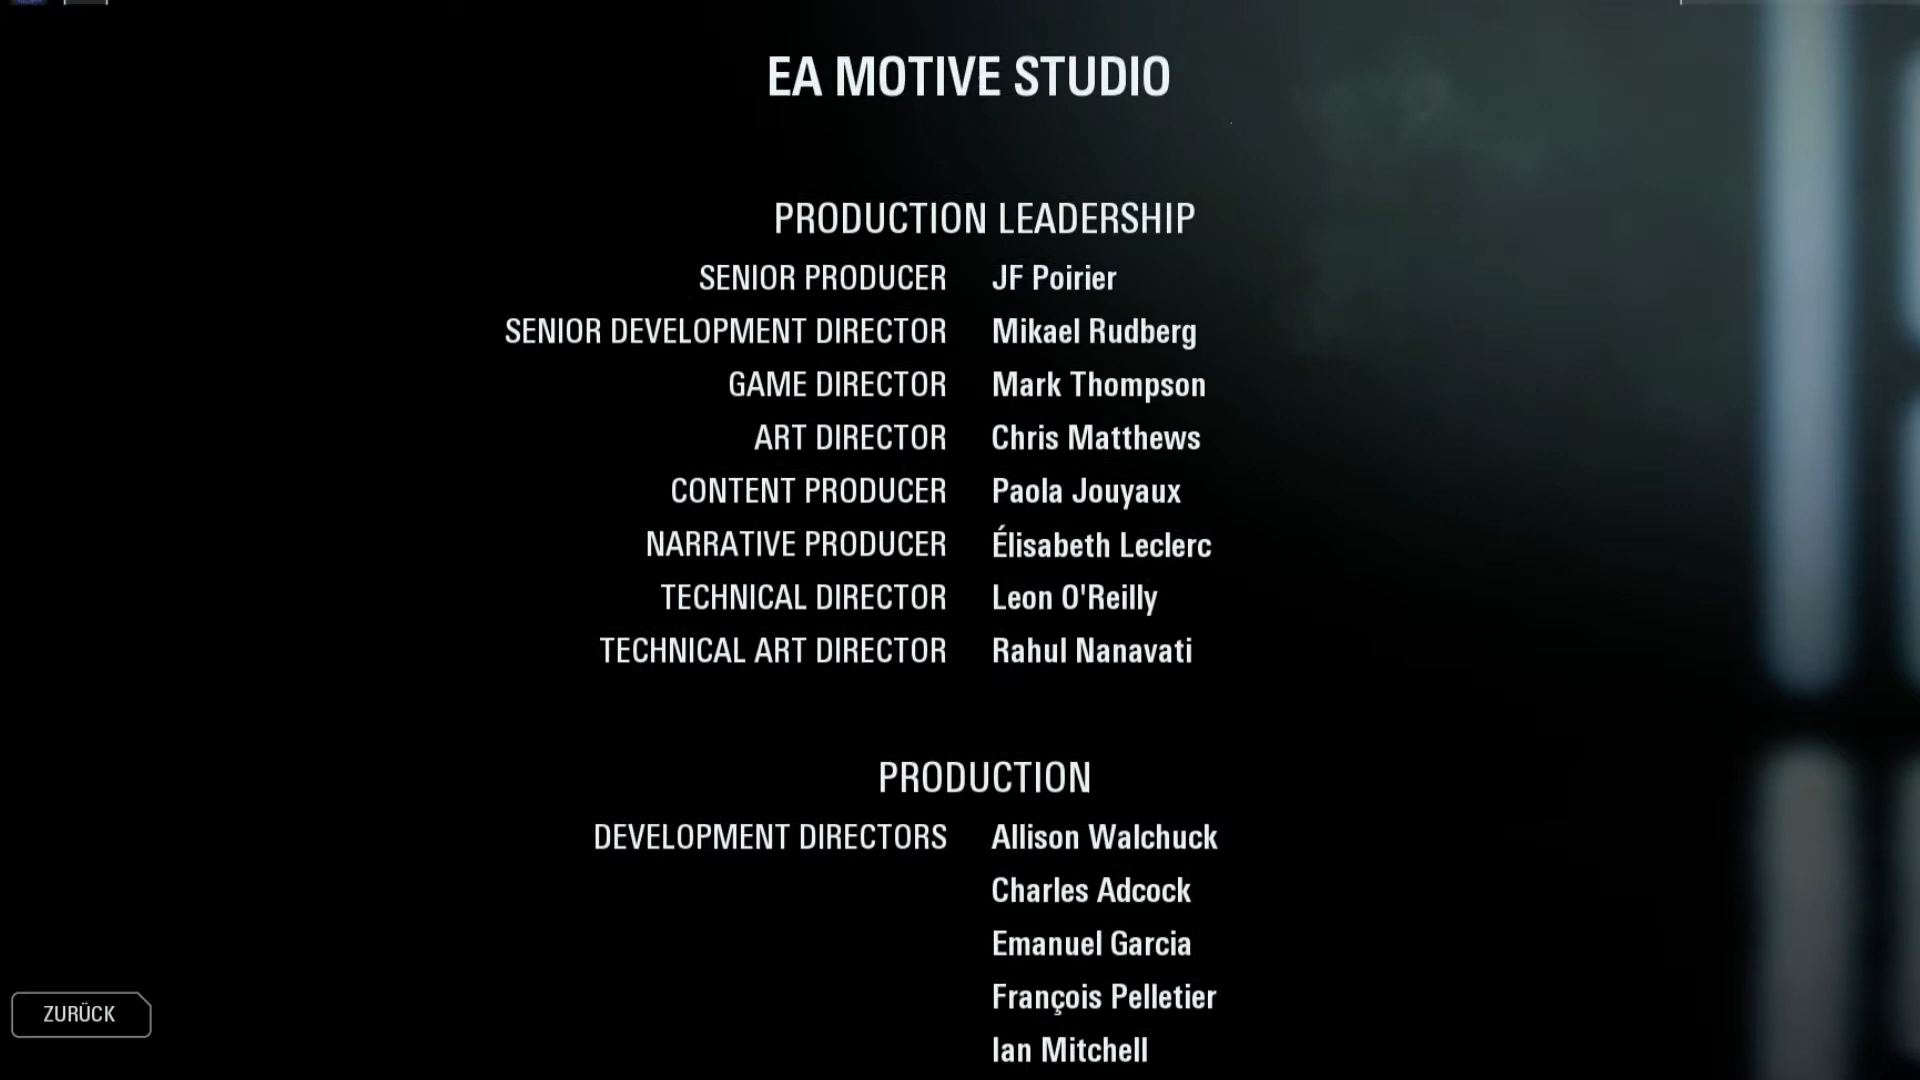 EA MOTIVE STUDIO
PRODUCTION LEADERSHIP
SENIOR PRODUCER JF Poirier
SENIOR DEVELOPMENT DIRECTOR Mikael Rudberg
GAME DIRECTOR Mark Thompson
ART DIRECTOR Chris Matthews
CONTENT PRODUCER Paola Jouyaux
NARRATIVE PRODUCER Élisabeth Leclerc
TECHNICAL DIRECTOR Leon O'Reilly
TECHNICAL ART DIRECTOR Rahul Nanavati
PRODUCTION
DEVELOPMENT DIRECTORS Allison Walchuck
Charles Adcock
Emanuel Garcia
François Pelletier
Ian Mitchell
ZURÜCK